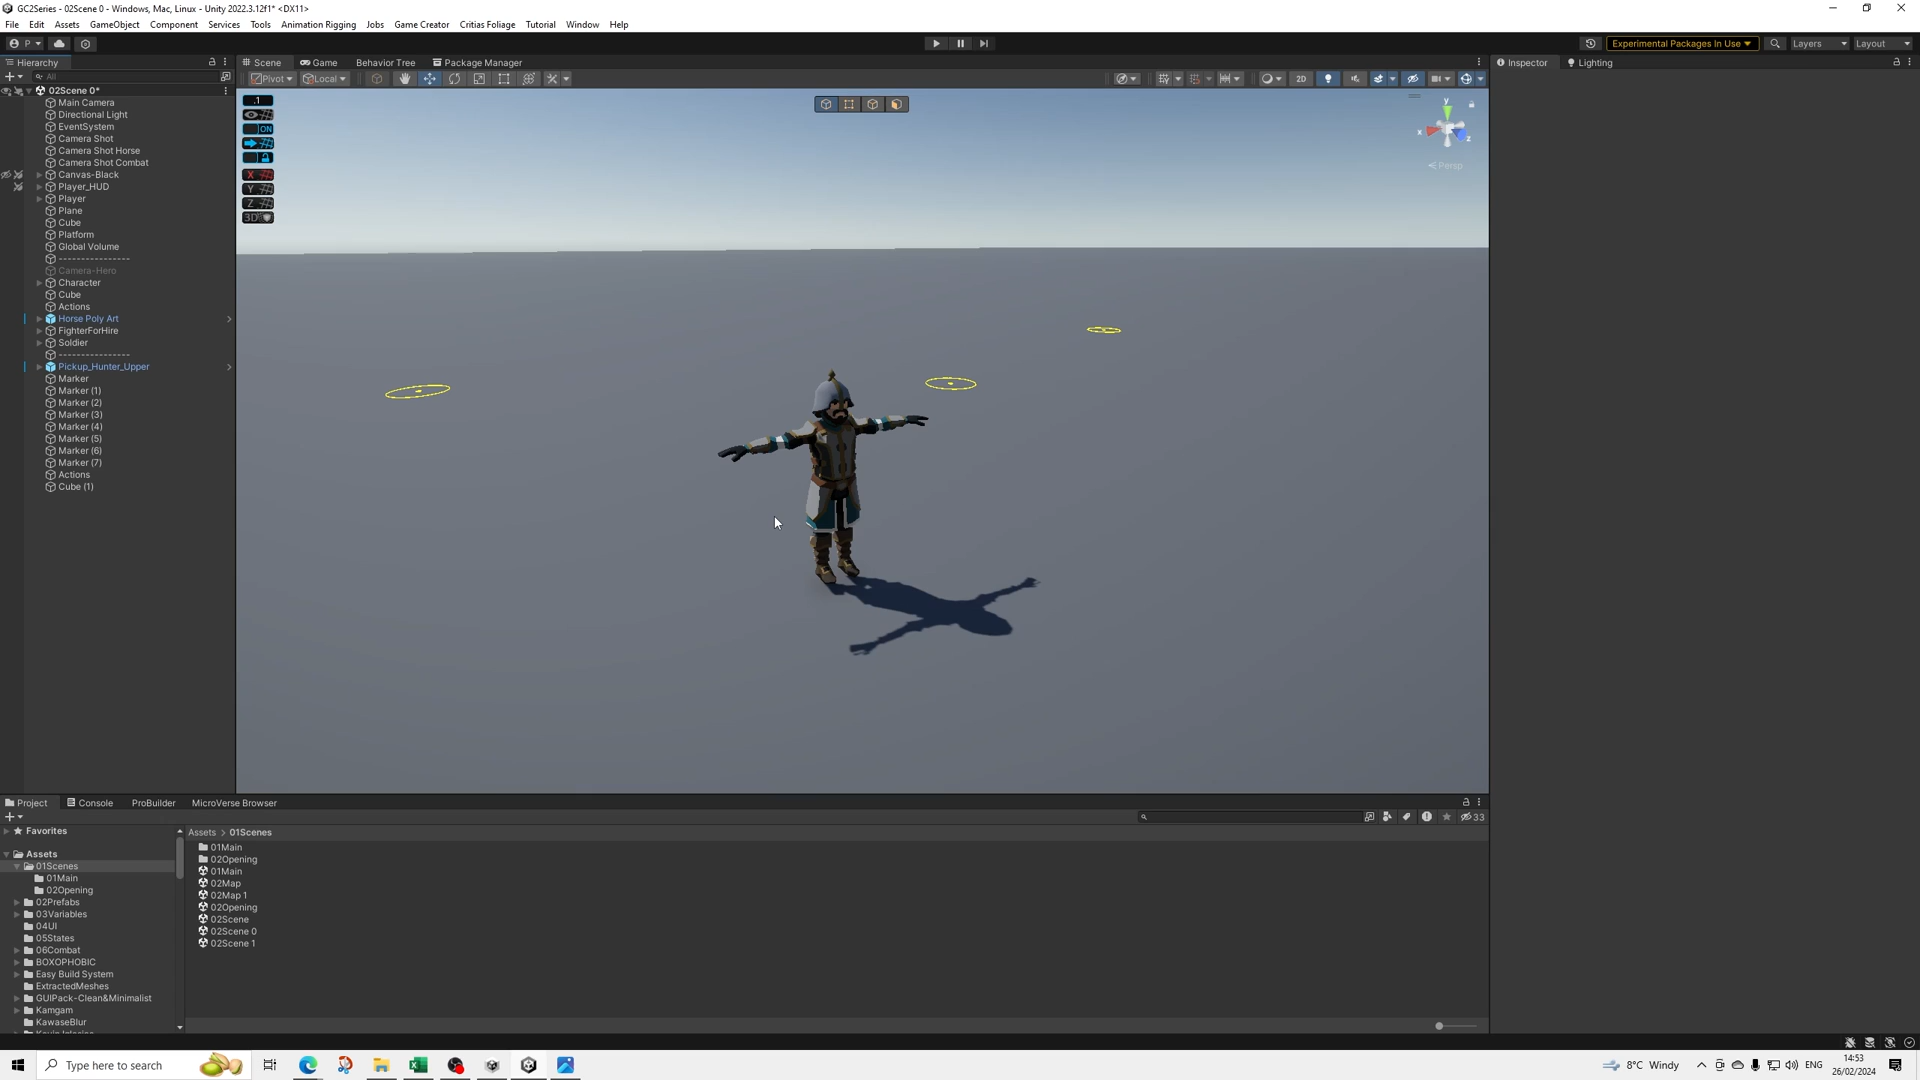 GC2Series - 02Scene 0 - Windows, Mac, Linux - Unity 2022.3.12f1* <DX11>
File Edit Assets GameObject Component Services Tools Animation Rigging Jobs Game Creator Critias Foliage Tutorial Window Help
P Experimental Packages In Use Layers Layout
Hierarchy Scene Game Behavior Tree Package Manager Inspector Lighting
All Pivot Local 2D
02Scene 0*
Main Camera
Directional Light
EventSystem
Camera Shot
Camera Shot Horse
Camera Shot Combat
Canvas-Black
Player_HUD
Player
Plane
Cube
Platform
Global Volume
----------------
Camera-Hero
Character
Cube
Actions
Horse Poly Art
FighterForHire
Soldier
----------------
Pickup_Hunter_Upper
Marker
Marker (1)
Marker (2)
Marker (3)
Marker (4)
Marker (5)
Marker (6)
Marker (7)
Actions
Cube (1)
.1
ON
X
Y
Z
3D
y
x
z
Persp
Project Console ProBuilder MicroVerse Browser
33
Favorites
Assets
01Scenes
01Main
02Opening
02Prefabs
03Variables
04UI
05States
06Combat
BOXOPHOBIC
Easy Build System
ExtractedMeshes
GUIPack-Clean&Minimalist
Kamgam
KawaseBlur
Assets > 01Scenes
01Main
02Opening
01Main
02Map
02Map 1
02Opening
02Scene
02Scene 0
02Scene 1
Type here to search
8°C Windy
ENG
14:53
26/02/2024